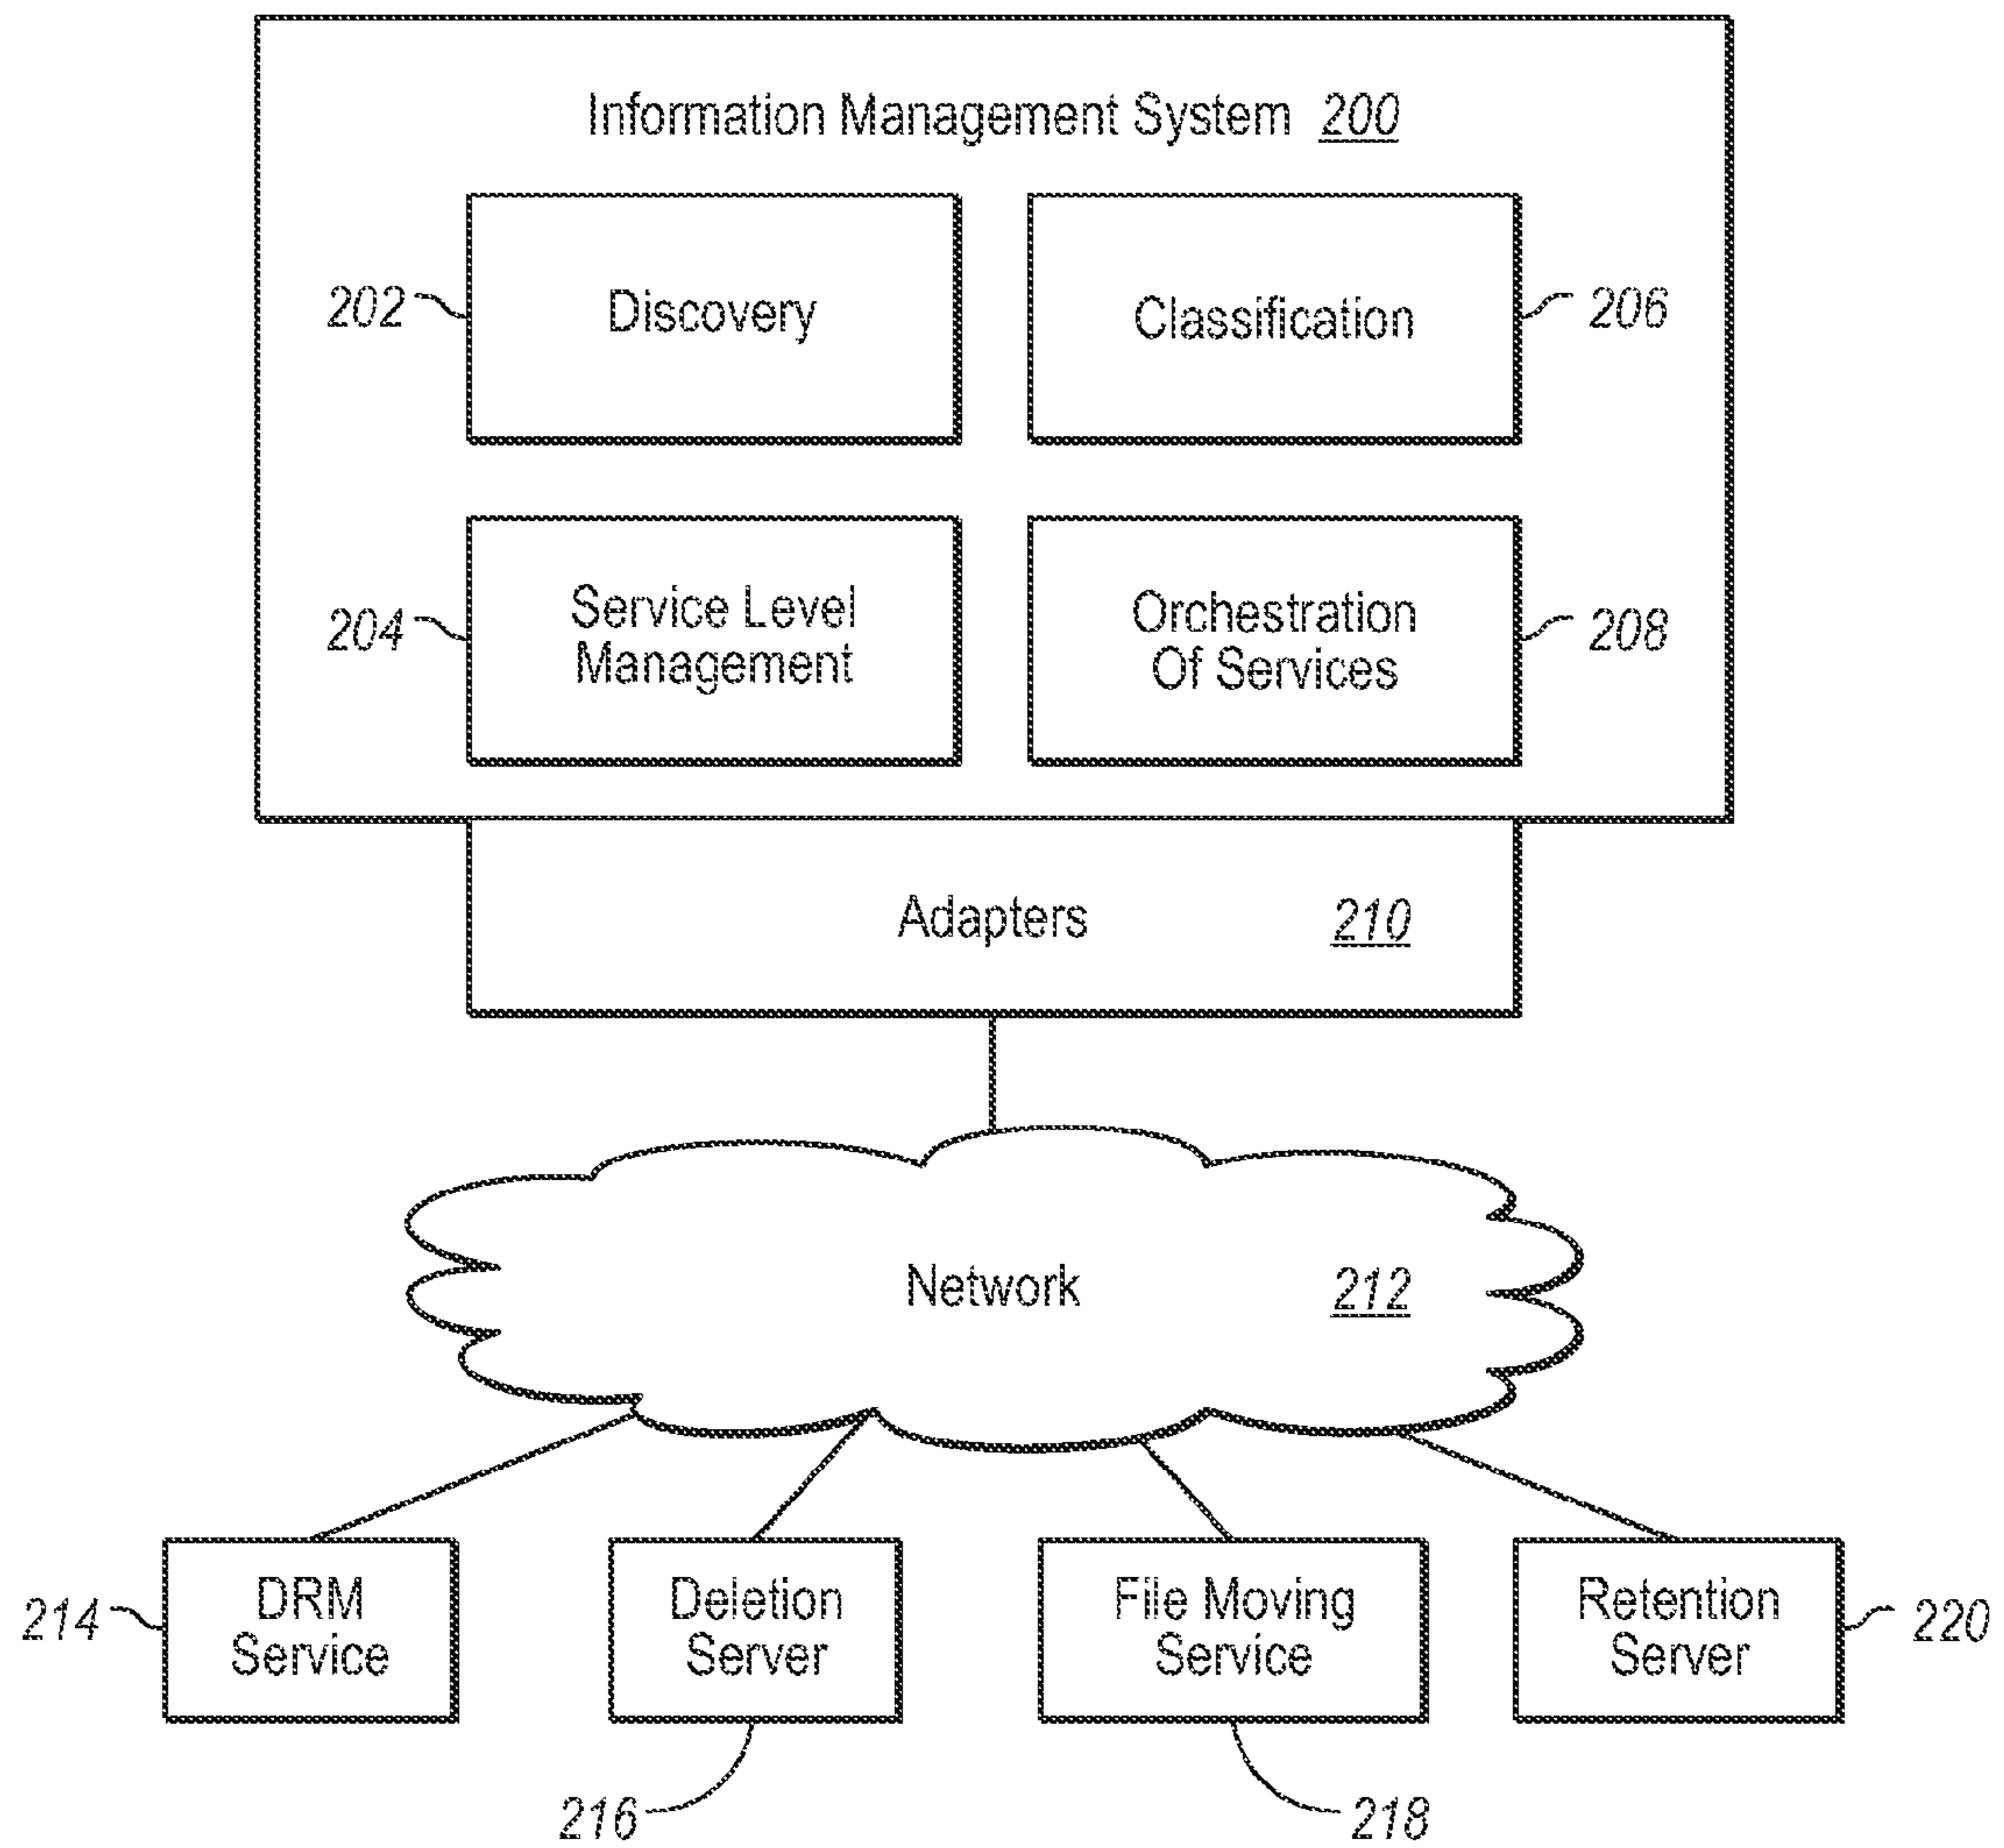 Information Management System 200
202
Discovery
Classification
206
204
Service Level
Management
Orchestration
Of Services
208
Adapters 210
Network 212
214
DRM
Service
Deletion
Server
File Moving
Service
Retention
Server
220
216
218